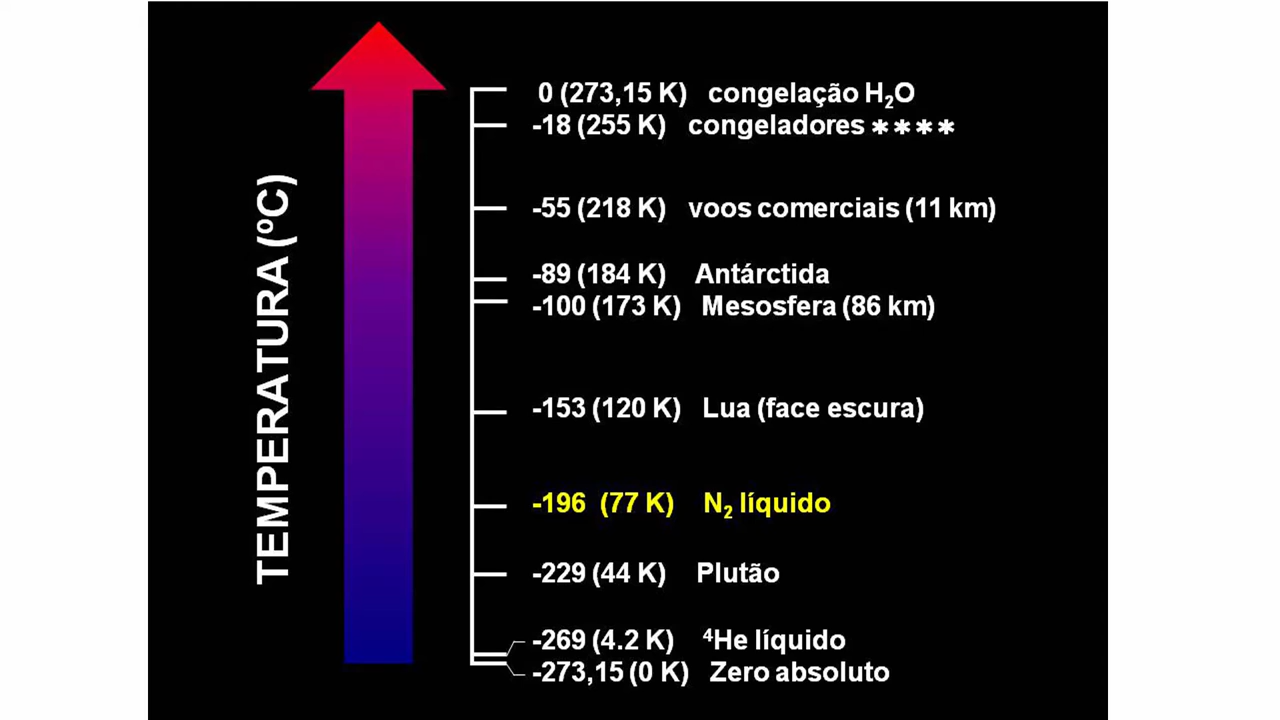 TEMPERATURA (ºC)
0 (273,15 K) congelação H₂O
-18 (255 K) congeladores ****
-55 (218 K) voos comerciais (11 km)
-89 (184 K) Antárctida
-100 (173 K) Mesosfera (86 km)
-153 (120 K) Lua (face escura)
-196 (77 K) N₂ líquido
-229 (44 K) Plutão
-269 (4.2 K) ⁴He líquido
-273,15 (0 K) Zero absoluto